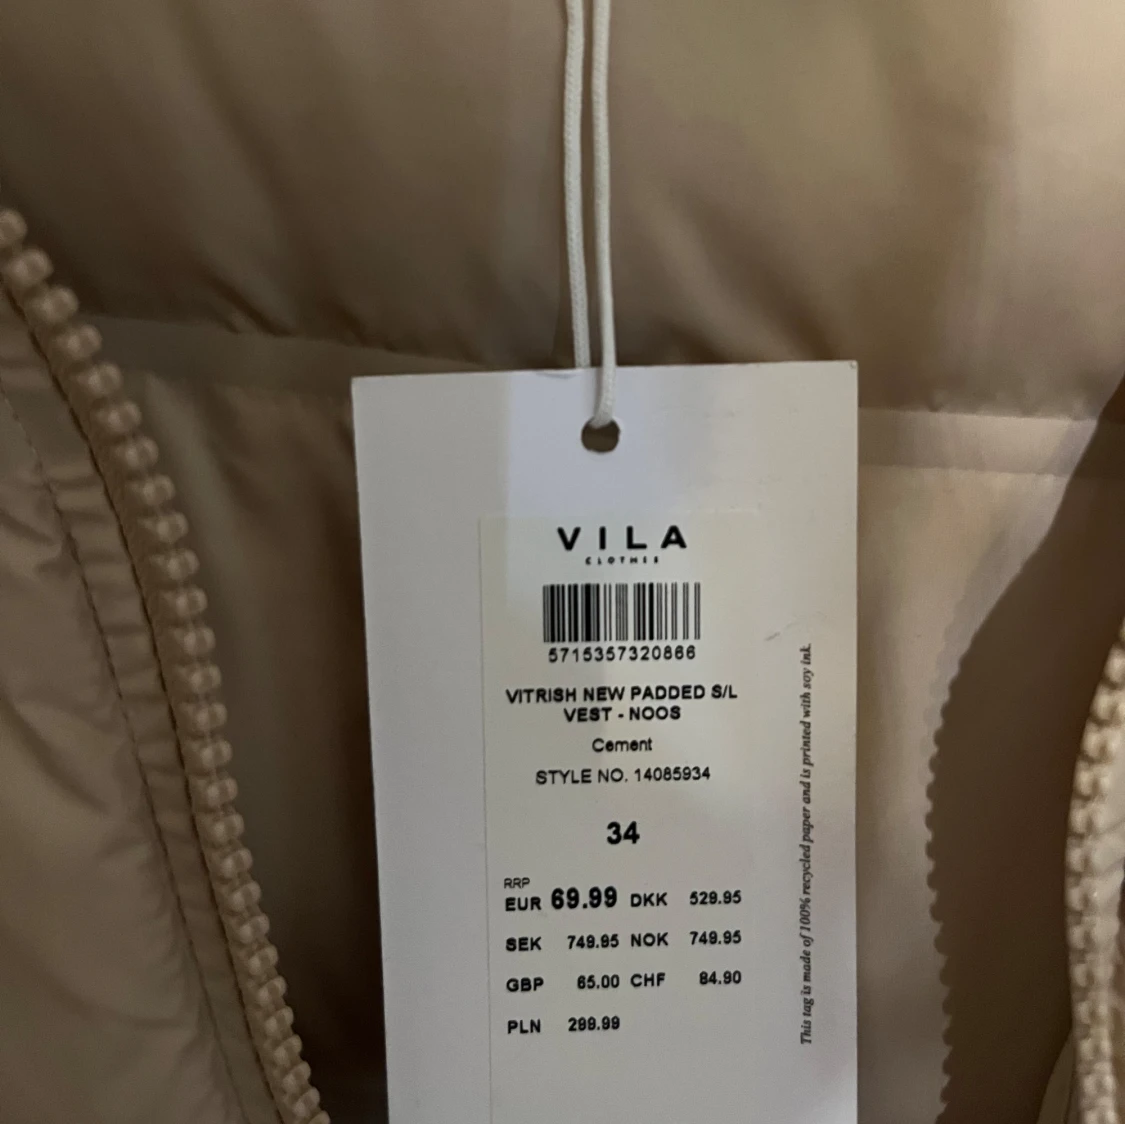 VILA
CLOTHES
5715357320866
VITRISH NEW PADDED S/L
VEST - NOOS
Cement
STYLE NO. 14085934
34
RRP
EUR 69.99 DKK 529.95
SEK 749.95 NOK 749.95
GBP 65.00 CHF 84.90
PLN 299.99
This tag is made of 100% recycled paper and is printed with soy ink.